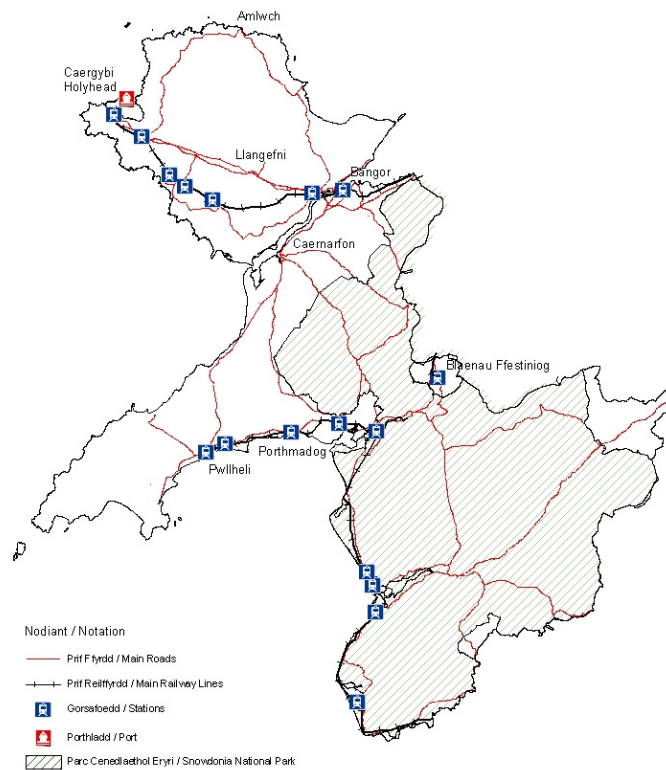 Amlwch
Caergybi
Holyhead
Llangefni
Bangor
Caernarfon
Blaenau Ffestiniog
Porthmadog
Pwllheli
Nodiant / Notation
Prif Ffyrdd / Main Roads
Prif Reilffyrdd / Main Railway Lines
Gorsafoedd / Stations
Porthladd / Port
Parc Cenedlaethol Eryri / Snowdonia National Park